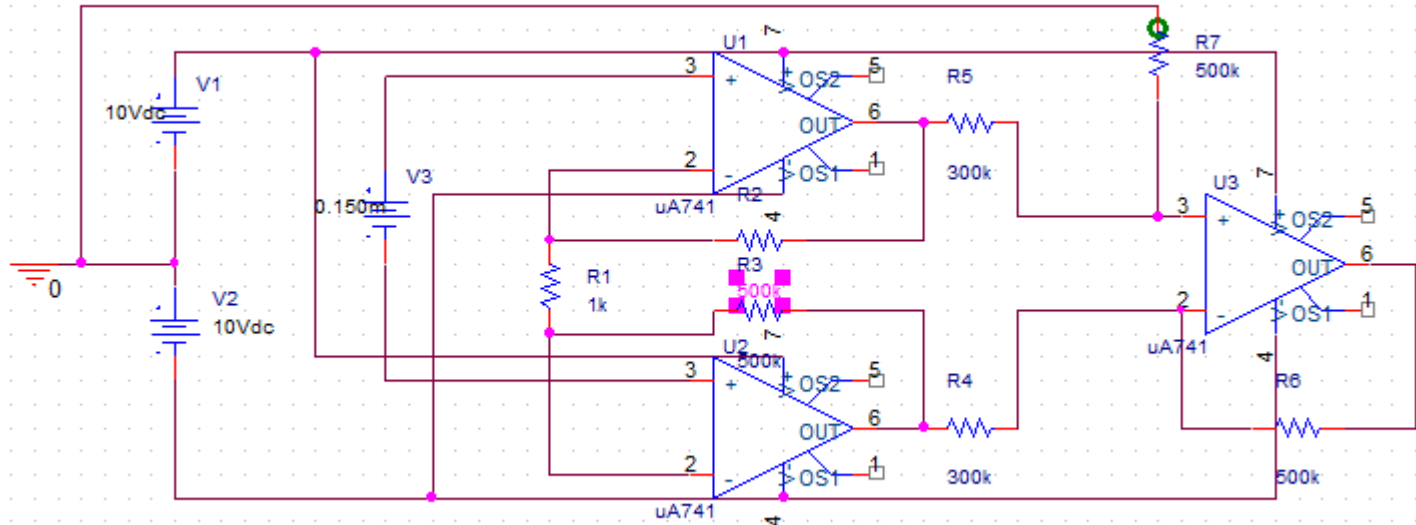 U1
7
R7
500k
V1
10Vdc
3
+
+
OS2
5
R5
OUT
6
300k
V3
0.150m
2
-
-
OS1
1
uA741
R2
4
U3
7
3
+
+
OS2
5
0
R1
1k
R3
500k
OUT
6
V2
10Vdc
2
-
-
OS1
1
uA741
4
U2
7
500k
3
+
+
OS2
5
R4
R6
OUT
6
2
-
-
OS1
1
300k
500k
uA741
4